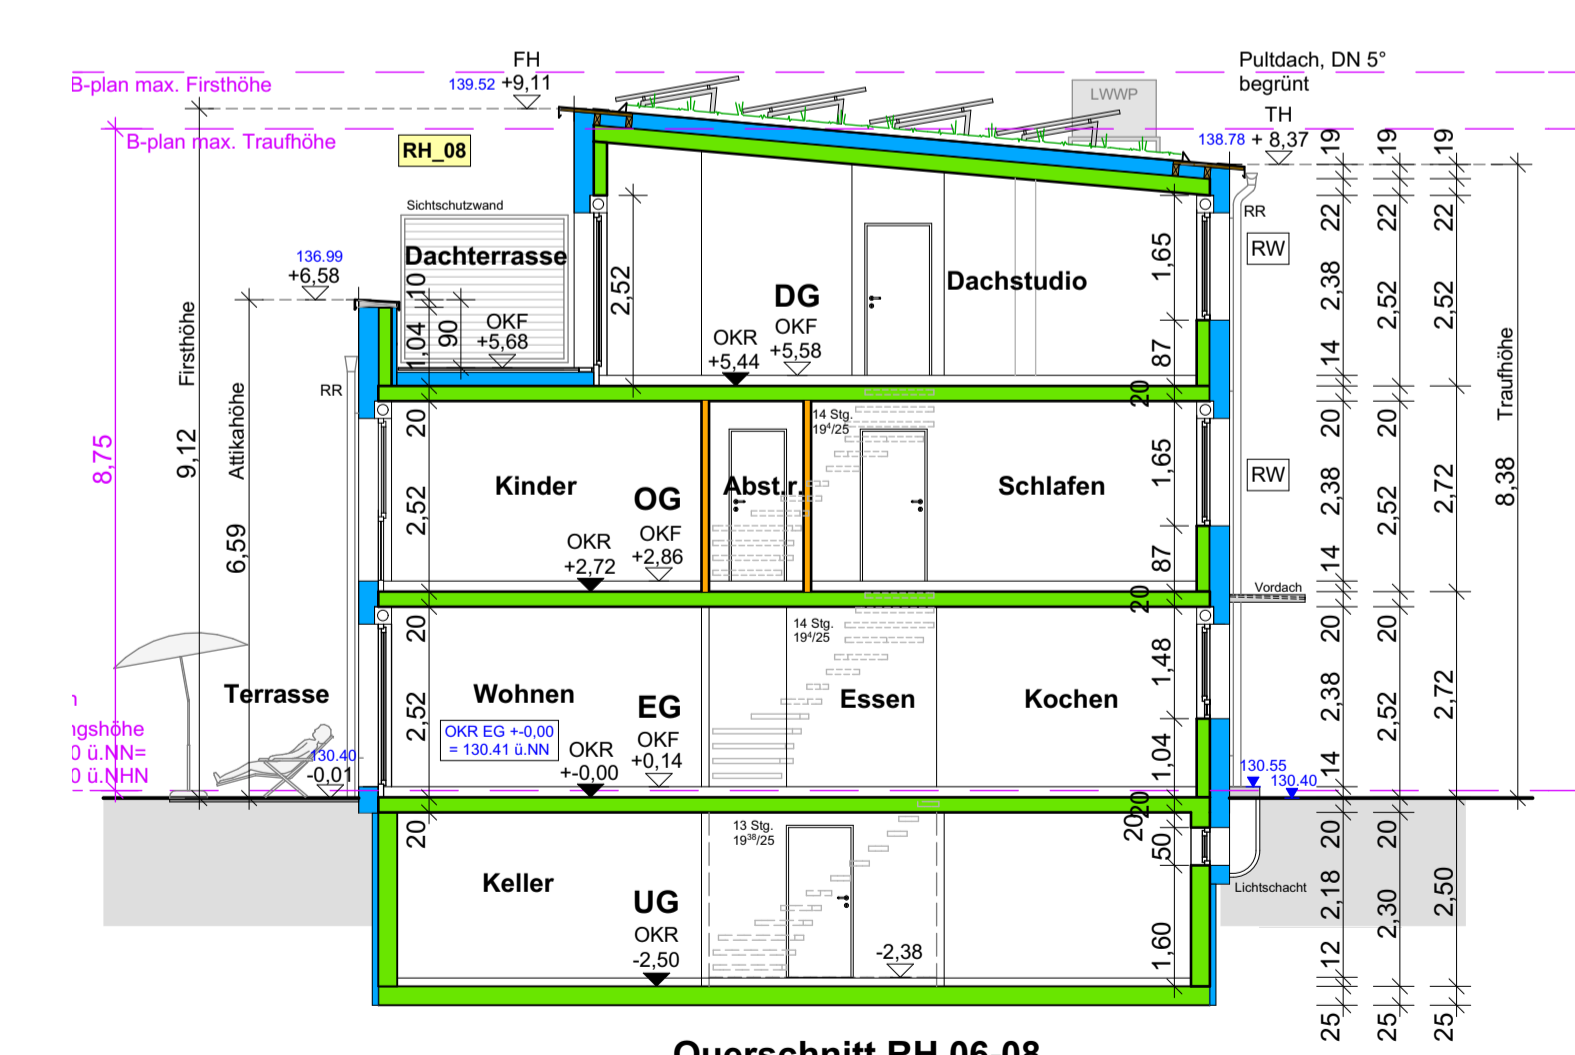 B-plan max. Firsthöhe
FH
139.52 +9,11
Pultdach, DN 5°
begrünt
LWWP
TH
138.78 + 8,37
B-plan max. Traufhöhe
RH_08
Sichtschutzwand
Dachterrasse
136.99
+6,58
10
1,04
90
OKF
+5,68
2,52
DG
OKR
+5,44
OKF
+5,58
Dachstudio
1,65
87
20
RR
RW
19
22
2,38
14
19
22
2,52
19
22
2,52
Firsthöhe
9,12
Attikahöhe
6,59
8,75
RR
Traufhöhe
8,38
20
2,52
Kinder
OG
OKR
+2,72
OKF
+2,86
Abst.r.
14 Stg.
19⁴/25
Schlafen
1,65
87
20
RW
Vordach
20
2,38
14
20
2,52
2,72
20
2,52
Terrasse
Wohnen
EG
OKR EG +-0,00
= 130.41 ü.NN
OKR
+-0,00
OKF
+0,14
14 Stg.
19⁴/25
Essen
Kochen
1,48
1,04
20
20
20
2,38
14
20
2,52
2,72
ngshöhe
0 ü.NN=
0 ü.NHN
130.40
-0,01
130.55
130.40
20
Keller
UG
OKR
-2,50
13 Stg.
19³⁸/25
-2,38
50
1,60
Lichtschacht
20
2,18
12
25
20
2,30
25
2,50
25
Querschnitt RH 06-08